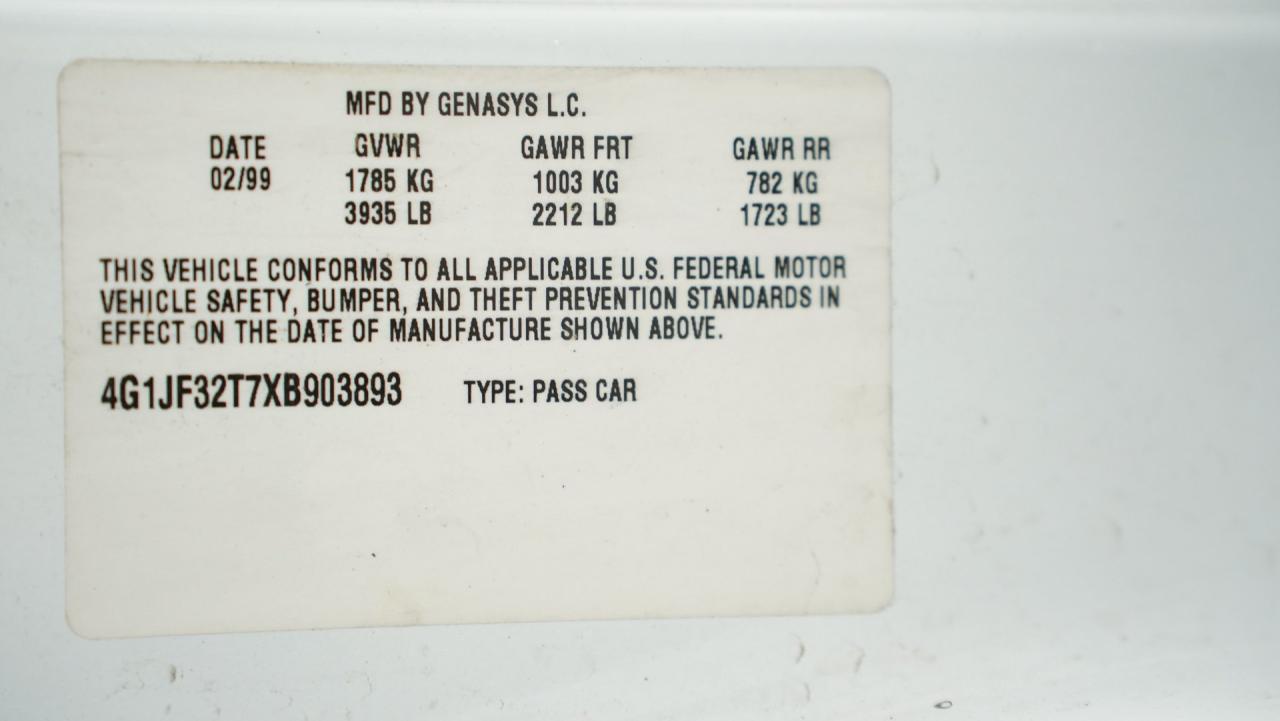 MFD BY GENASYS L.C.
DATE GVWR GAWR FRT GAWR RR
02/99 1785 KG 1003 KG 782 KG
3935 LB 2212 LB 1723 LB
THIS VEHICLE CONFORMS TO ALL APPLICABLE U.S. FEDERAL MOTOR
VEHICLE SAFETY, BUMPER, AND THEFT PREVENTION STANDARDS IN
EFFECT ON THE DATE OF MANUFACTURE SHOWN ABOVE.
4G1JF32T7XB903893 TYPE: PASS CAR